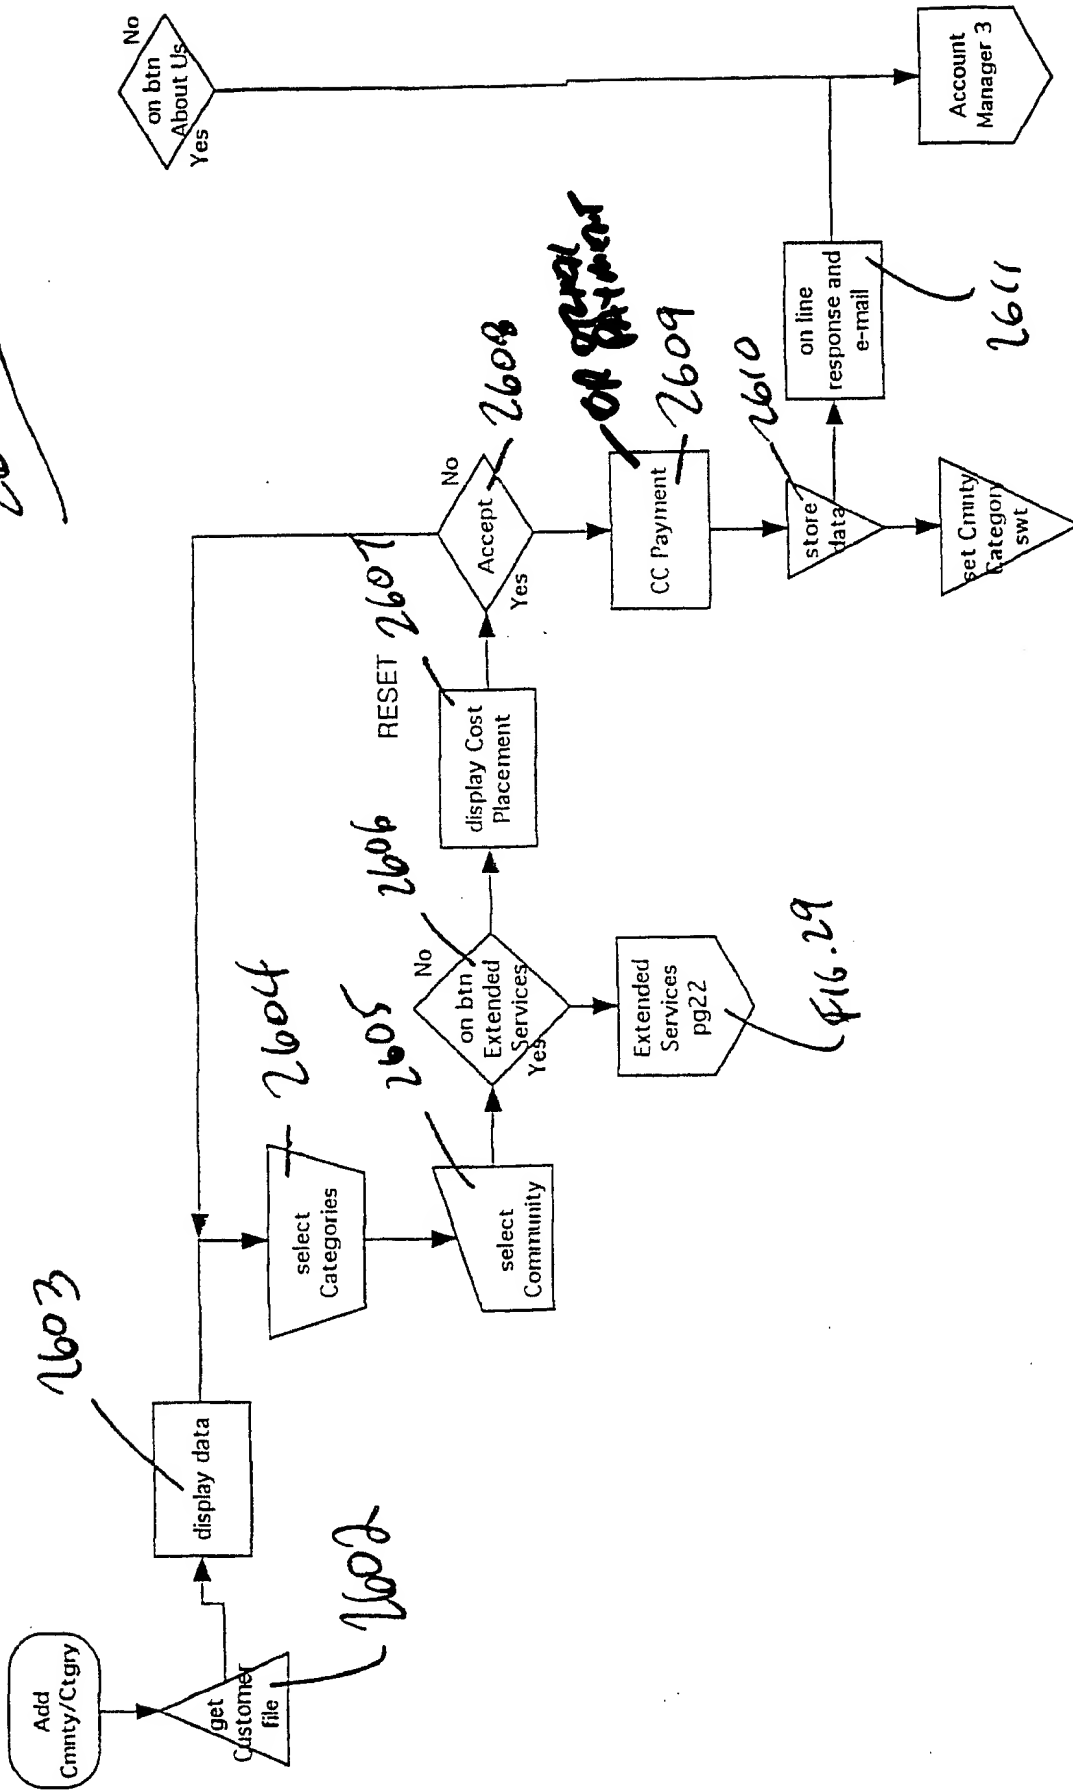 Add
Cmnty/Ctgry
get
Customer
file
2602
display data
2603
select
Categories
2604
select
Community
2605
on btn
Extended
Services
No
Yes
2606
Extended
Services
pg22
FIG. 29
display Cost
Placement
RESET
2607
Accept
No
Yes
2608
CC Payment
OR OTHER
PAYMENT
2609
store
data
2610
set Cmnty
Category
swt
on line
response and
e-mail
2611
on btn
About Us
No
Yes
Account
Manager 3